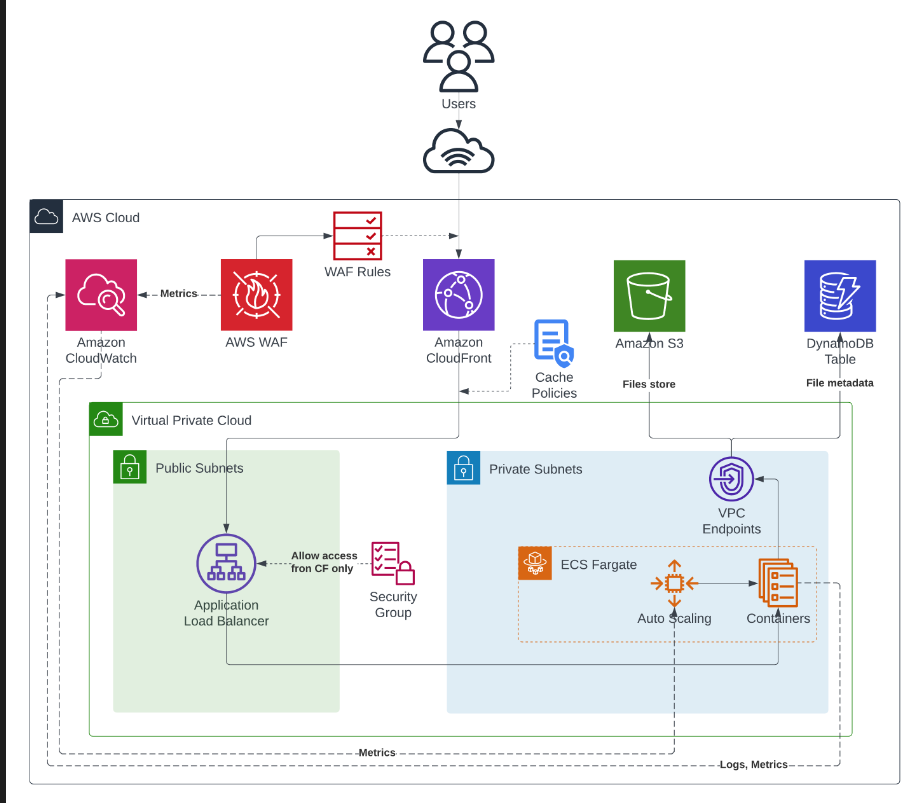 Users
AWS Cloud
WAF Rules
Metrics
Amazon
CloudWatch
AWS WAF
Amazon
CloudFront
Amazon S3
DynamoDB
Table
Cache
Policies
Files store
File metadata
Virtual Private Cloud
Public Subnets
Private Subnets
VPC
Endpoints
Allow access
fron CF only
ECS Fargate
Security
Group
Application
Load Balancer
Auto Scaling
Containers
Metrics
Logs, Metrics